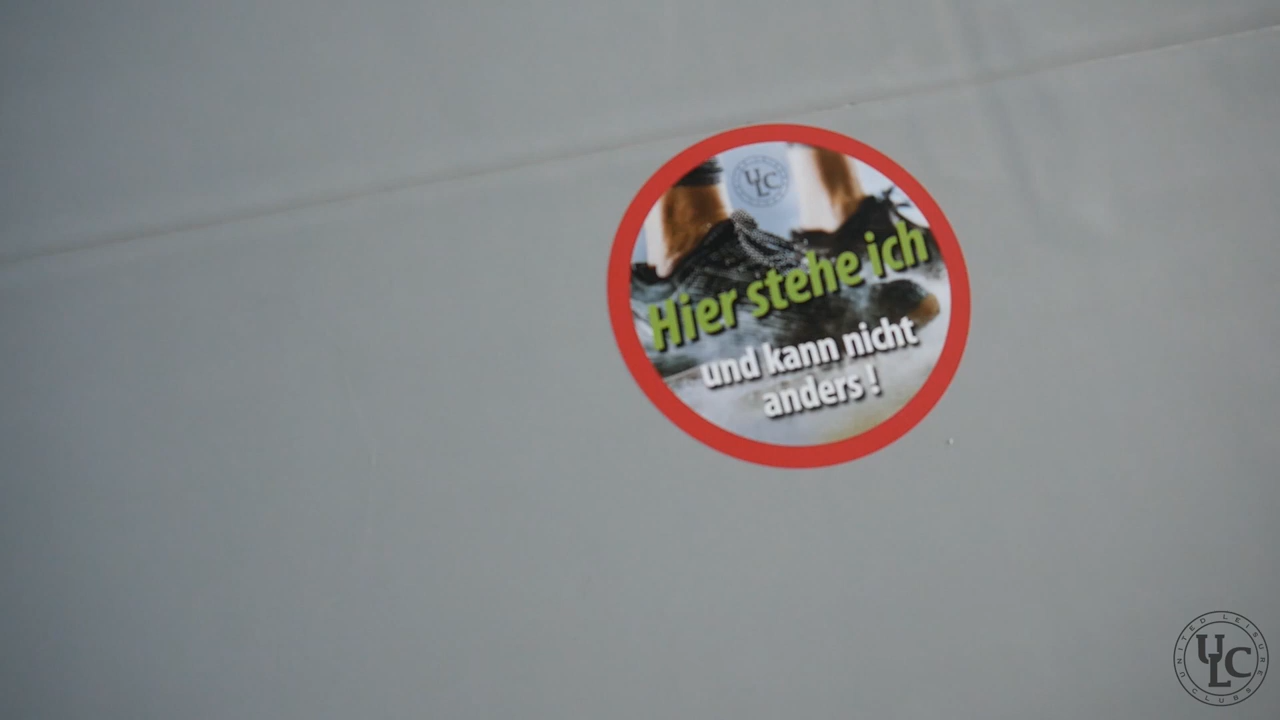 ULC
Hier stehe ich
und kann nicht
anders !
UNITED LEISURE
ULC
CLUBS